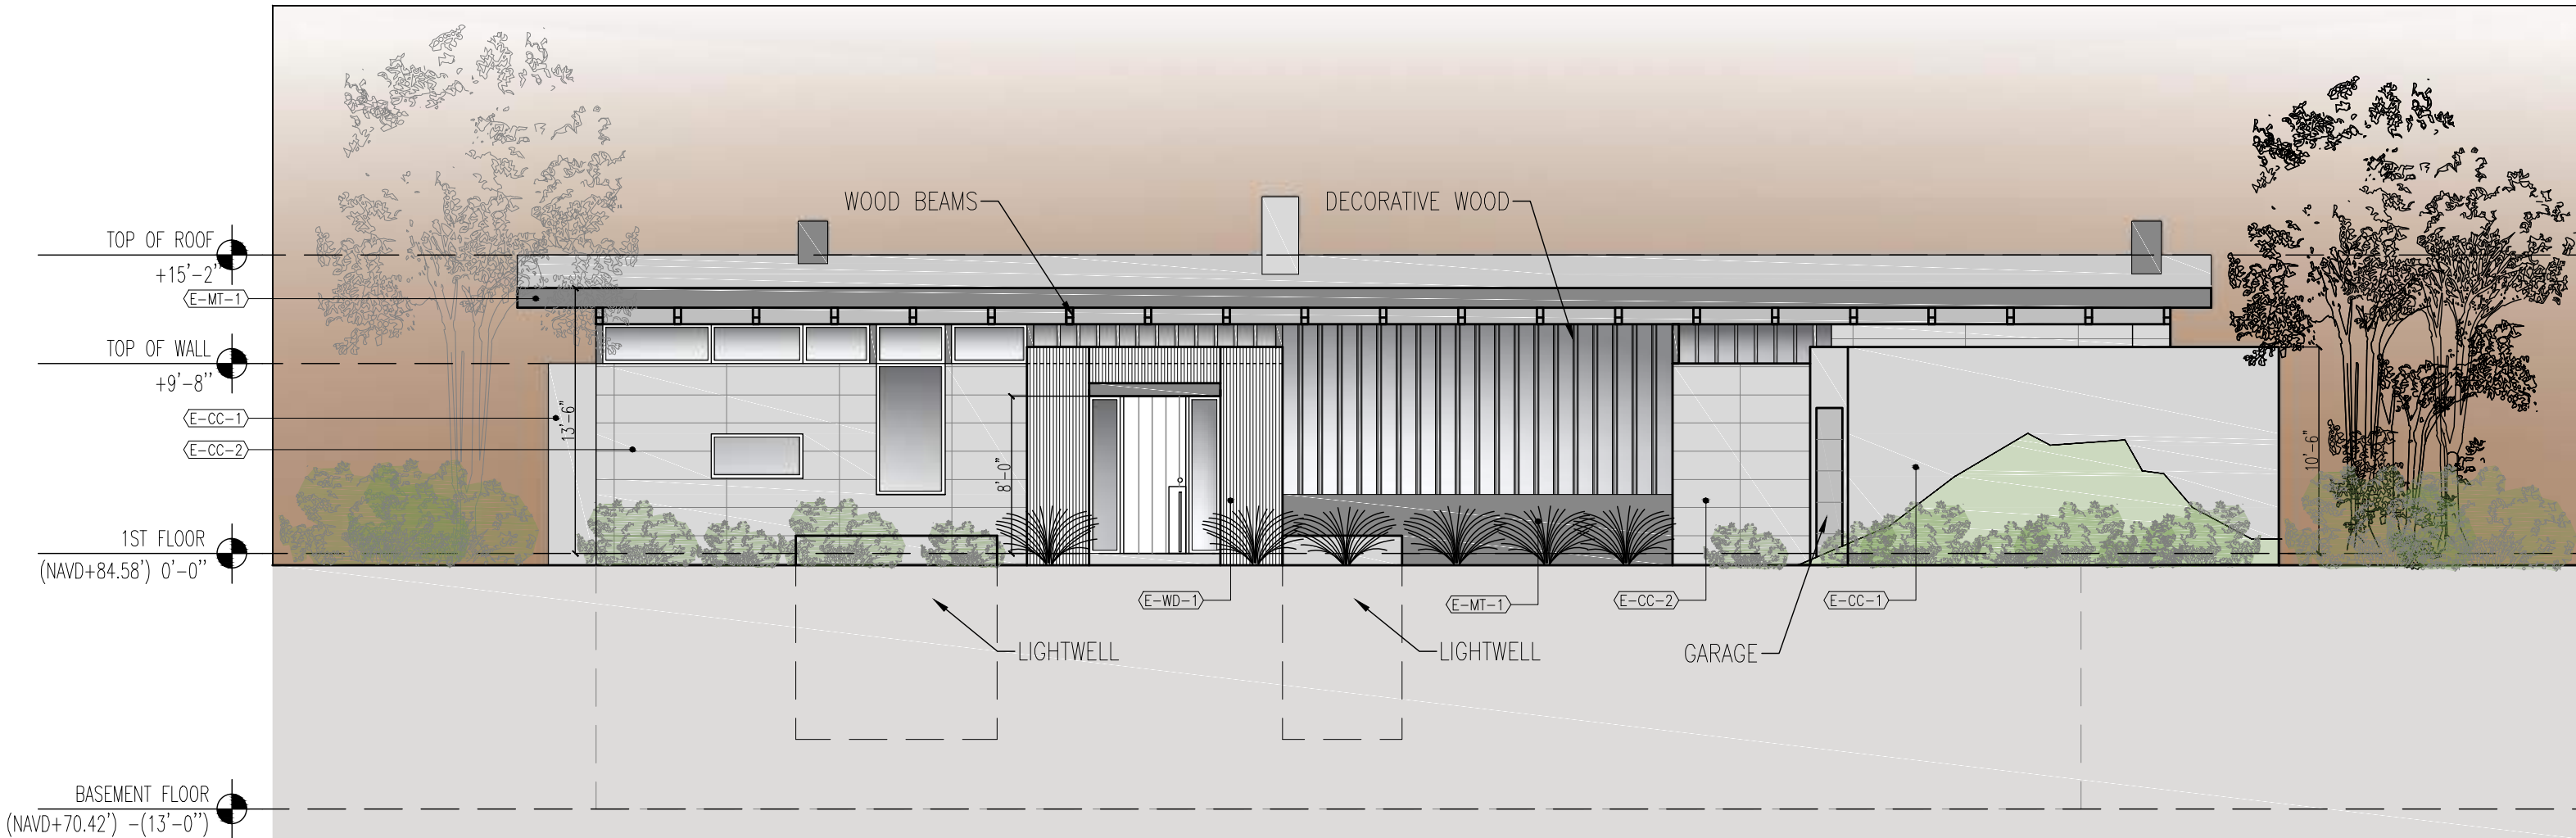 WOOD BEAMS
DECORATIVE WOOD
TOP OF ROOF
+15'-2"
E-MT-1
TOP OF WALL
+9'-8"
E-CC-1
13'-6"
E-CC-2
8'-0"
10'-6"
1ST FLOOR
(NAVD+84.58') 0'-0"
E-WD-1
E-MT-1
E-CC-2
E-CC-1
LIGHTWELL
LIGHTWELL
GARAGE
BASEMENT FLOOR
(NAVD+70.42') -(13'-0")